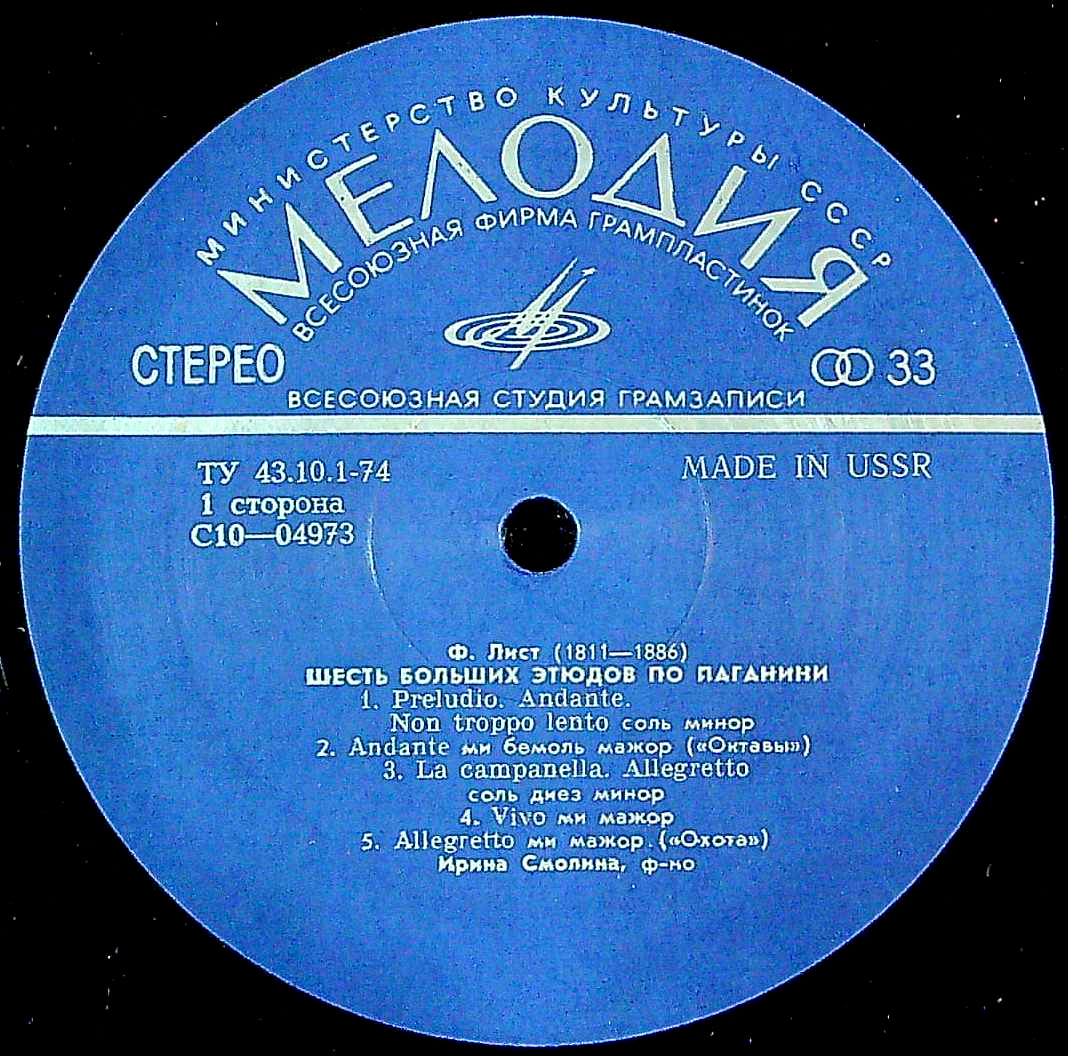 МИНИСТЕРСТВО КУЛЬТУРЫ СССР
МЕЛОДИЯ
ВСЕСОЮЗНАЯ ФИРМА ГРАМПЛАСТИНОК
СТЕРЕО
33
ВСЕСОЮЗНАЯ СТУДИЯ ГРАМЗАПИСИ
ТУ 43.10.1-74
MADE IN USSR
1 сторона
С10—04973
Ф. Лист (1811—1886)
ШЕСТЬ БОЛЬШИХ ЭТЮДОВ ПО ПАГАНИНИ
1. Preludio. Andante.
Non troppo lento соль минор
2. Andante ми бемоль мажор («Октавы»)
3. La campanella. Allegretto
соль диез минор
4. Vivo ми мажор
5. Allegretto ми мажор. («Охота»)
Ирина Смолина, ф-но